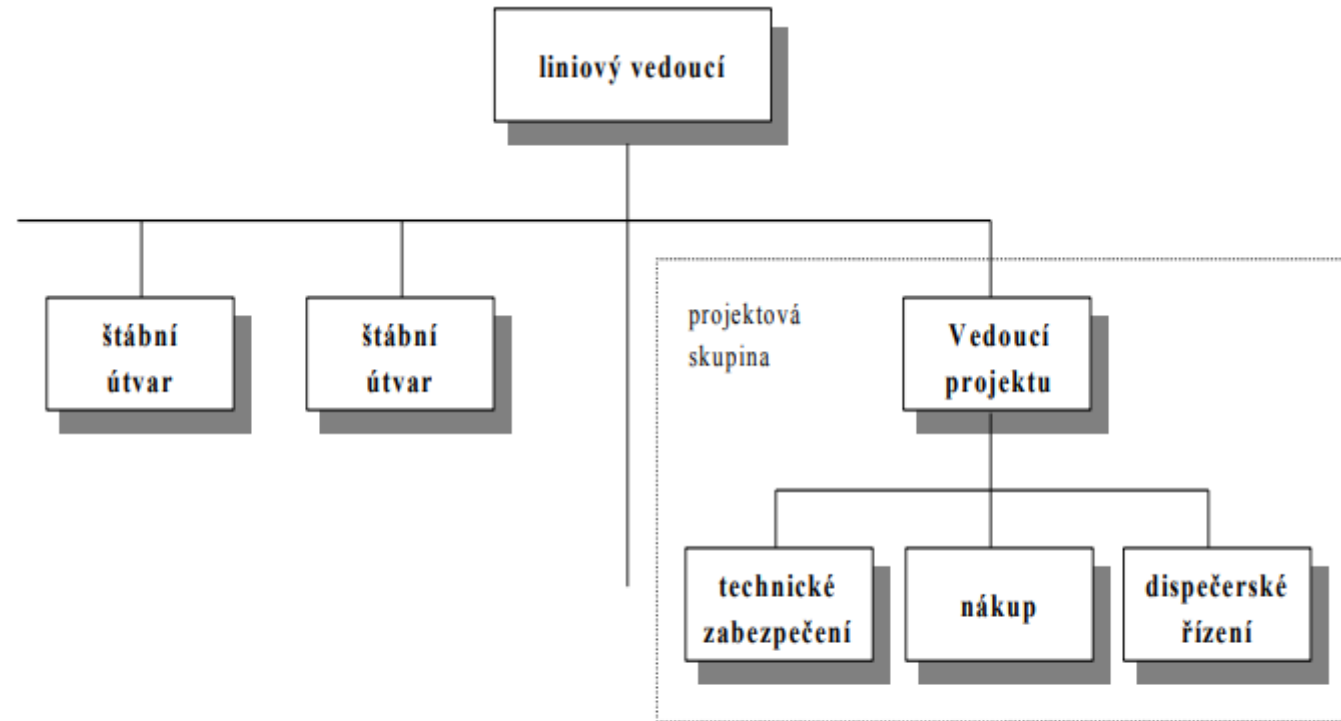 liniový vedoucí
štábní
útvar
štábní
útvar
projektová
skupina
Vedoucí
projektu
technické
zabezpečení
nákup
dispečerské
řízení